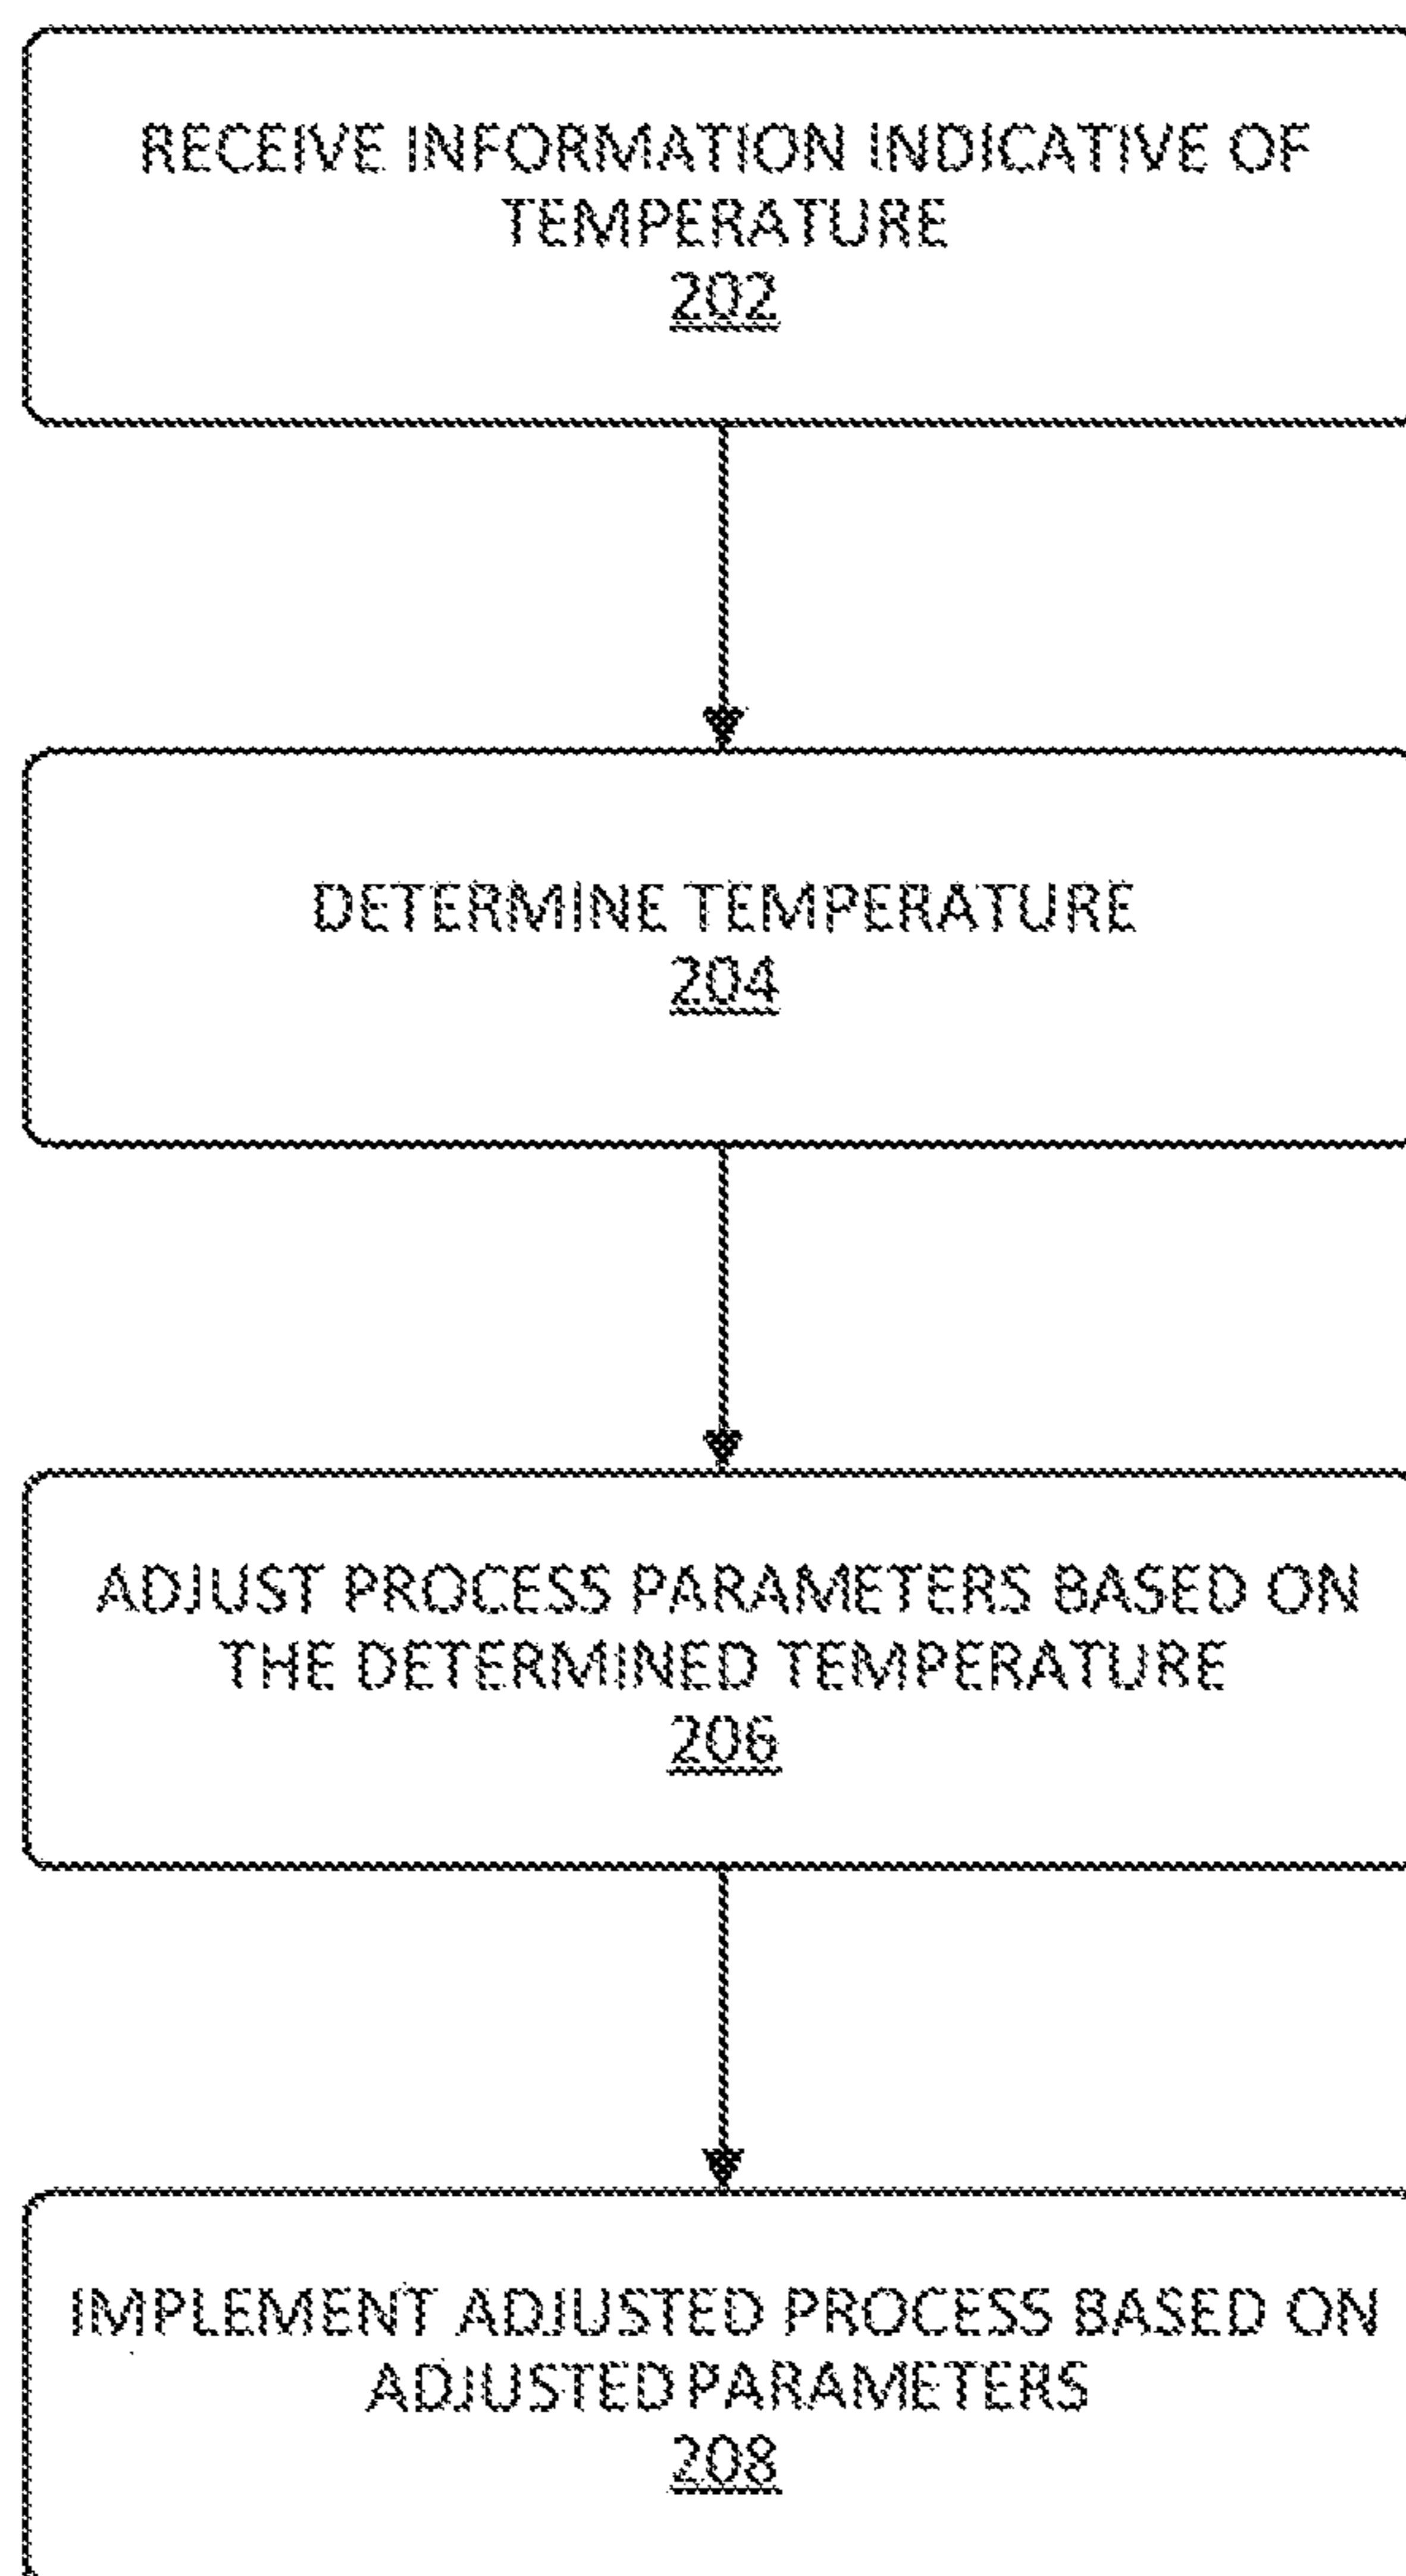 RECEIVE INFORMATION INDICATIVE OF
TEMPERATURE
202
DETERMINE TEMPERATURE
204
ADJUST PROCESS PARAMETERS BASED ON
THE DETERMINED TEMPERATURE
206
IMPLEMENT ADJUSTED PROCESS BASED ON
ADJUSTED PARAMETERS
208